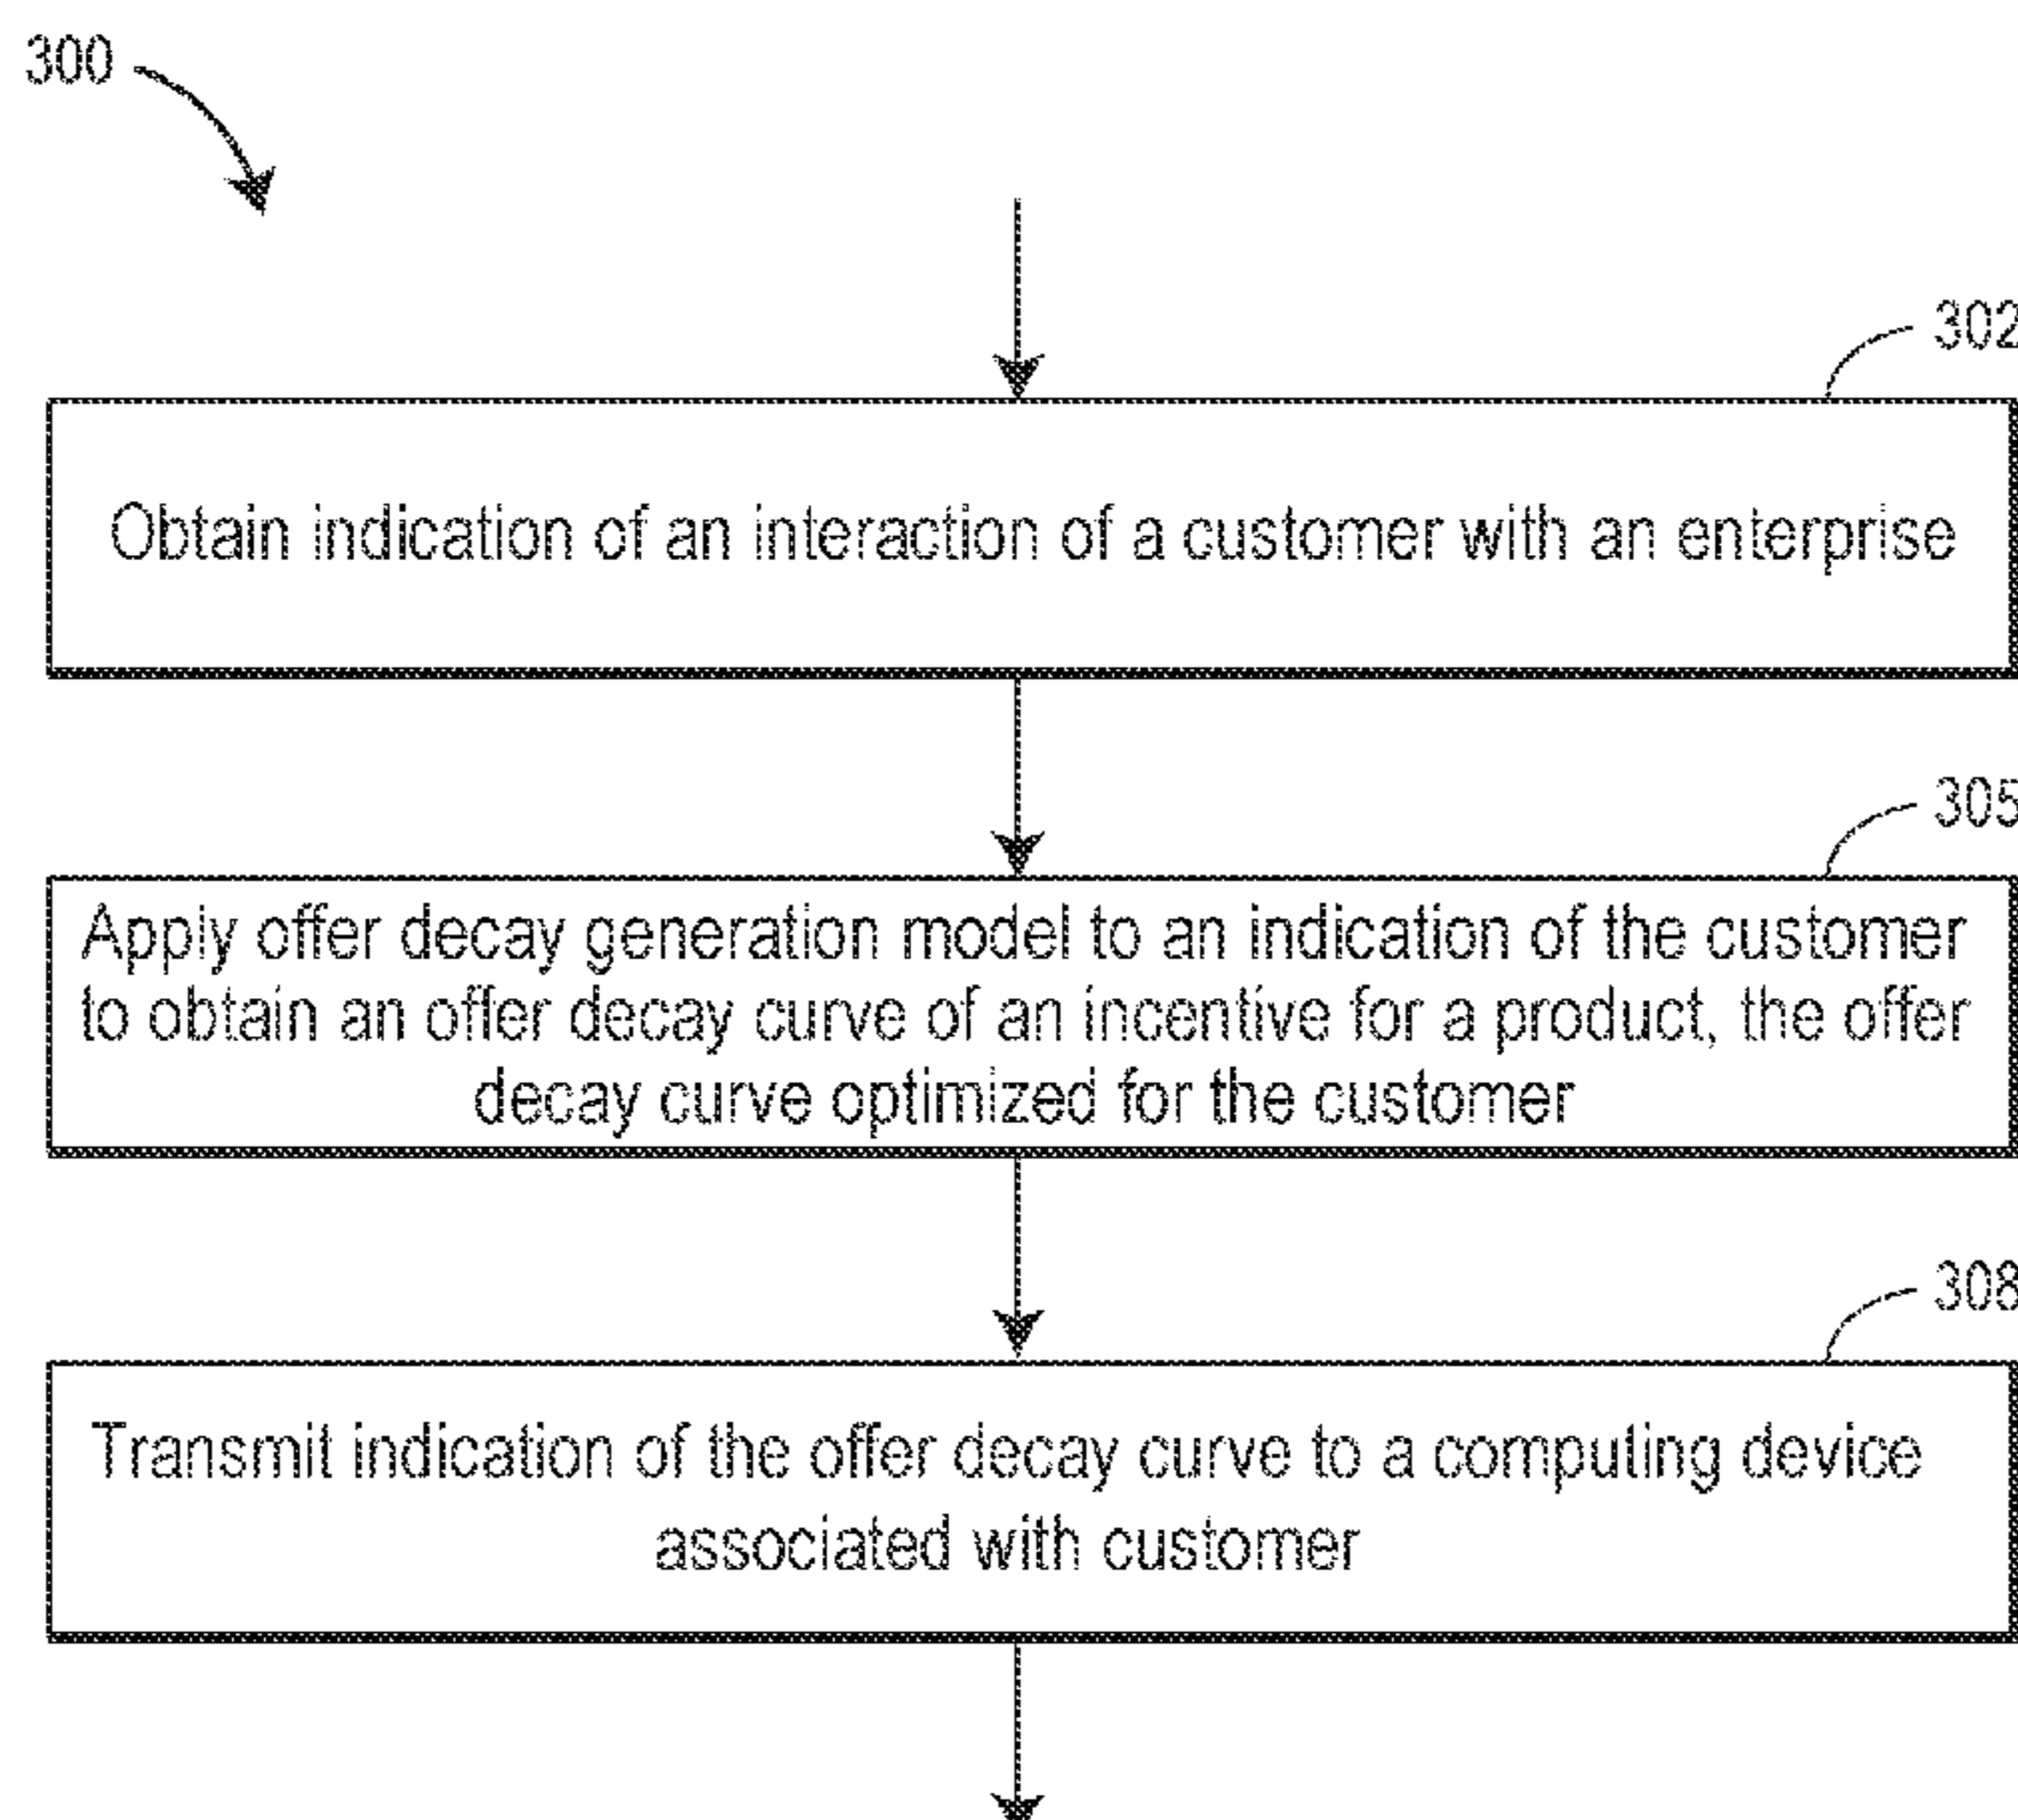 300
302
Obtain indication of an interaction of a customer with an enterprise
305
Apply offer decay generation model to an indication of the customer
to obtain an offer decay curve of an incentive for a product, the offer
decay curve optimized for the customer
308
Transmit indication of the offer decay curve to a computing device
associated with customer